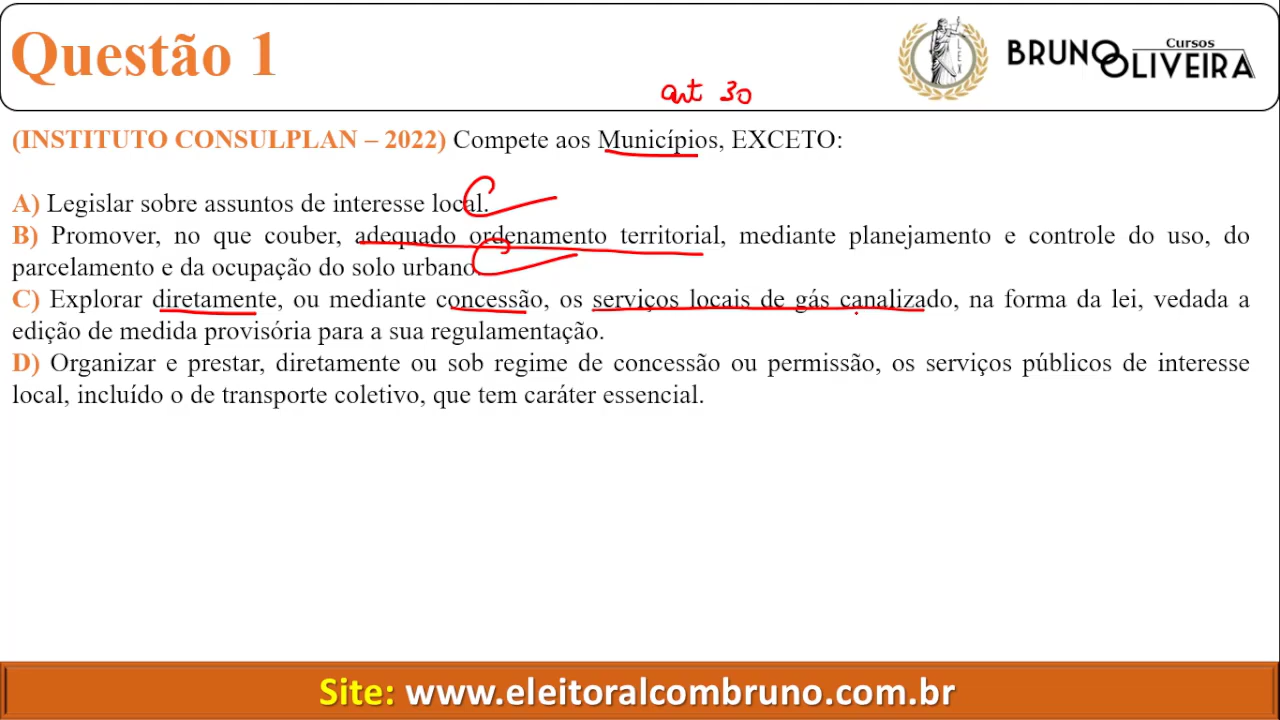 Questão 1
Cursos
BRUNO
OLIVEIRA
LEX
art 30
(INSTITUTO CONSULPLAN – 2022) Compete aos Municípios, EXCETO:
A) Legislar sobre assuntos de interesse local.
B) Promover, no que couber, adequado ordenamento territorial, mediante planejamento e controle do uso, do
parcelamento e da ocupação do solo urbano.
C) Explorar diretamente, ou mediante concessão, os serviços locais de gás canalizado, na forma da lei, vedada a
edição de medida provisória para a sua regulamentação.
D) Organizar e prestar, diretamente ou sob regime de concessão ou permissão, os serviços públicos de interesse
local, incluído o de transporte coletivo, que tem caráter essencial.
Site: www.eleitoralcombruno.com.br